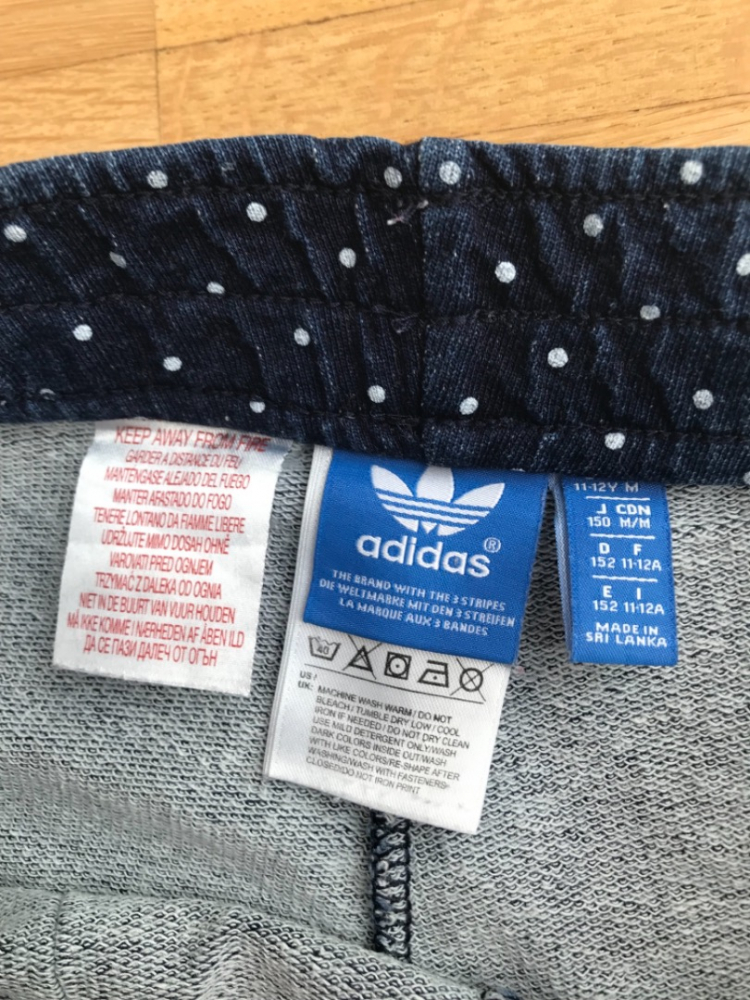 KEEP AWAY FROM FIRE
GARDER A DISTANCE DU FEU
MANTENGASE ALEJADO DEL FUEGO
MANTER AFASTADO DO FOGO
TENERE LONTANO DA FIAMME LIBERE
UDRŽUJTE MIMO DOSAH OHNĚ
VAROVATI PRED OGNJEM
TRZYMAĆ Z DALEKA OD OGNIA
NIET IN DE BUURT VAN VUUR HOUDEN
MÅ IKKE KOMME I NÆRHEDEN AF ÅBEN ILD
ДА СЕ ПАЗИ ДАЛЕЧ ОТ ОГЪН
adidas®
THE BRAND WITH THE 3 STRIPES
DIE WELTMARKE MIT DEN 3 STREIFEN
LA MARQUE AUX 3 BANDES
40
US /
UK: MACHINE WASH WARM / DO NOT
BLEACH / TUMBLE DRY LOW / COOL
IRON IF NEEDED / DO NOT DRY CLEAN
USE MILD DETERGENT ONLY/WASH
DARK COLORS INSIDE OUT/WASH
WITH LIKE COLORS/RE-SHAPE AFTER
WASHING/WASH WITH FASTENERS-
CLOSED/DO NOT IRON PRINT
11-12Y M
J CDN
150 M/M
D F
152 11-12A
E I
152 11-12A
MADE IN
SRI LANKA